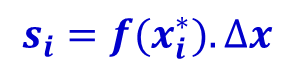 sᵢ = f(xᵢ*).Δx